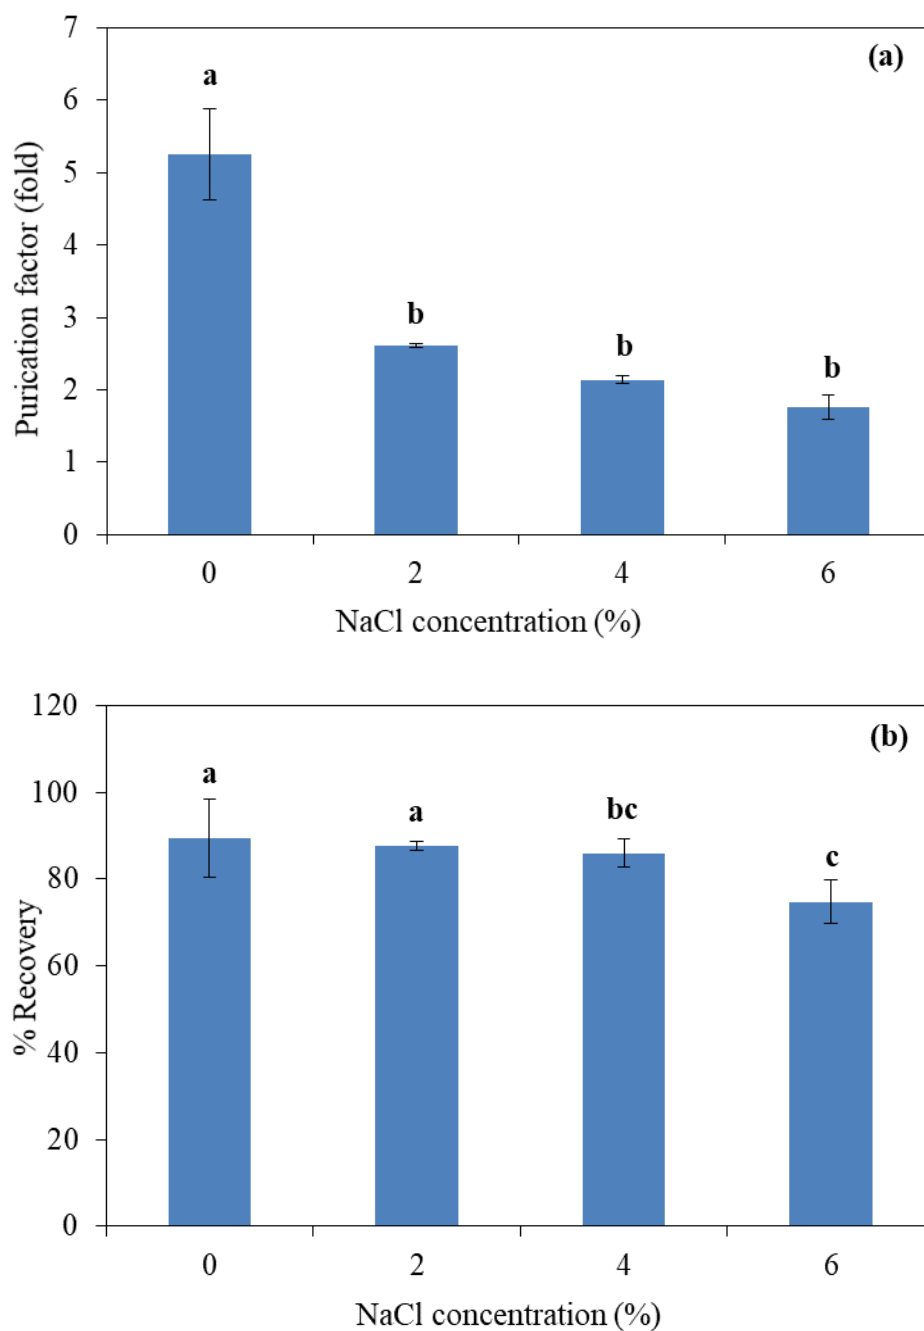 7
(a)
a
6
5
4
3
b
b
b
2
1
0
Purication factor (fold)
0 2 4 6
NaCl concentration (%)
120
(b)
a
a
bc
c
100
80
60
40
20
0
% Recovery
0 2 4 6
NaCl concentration (%)